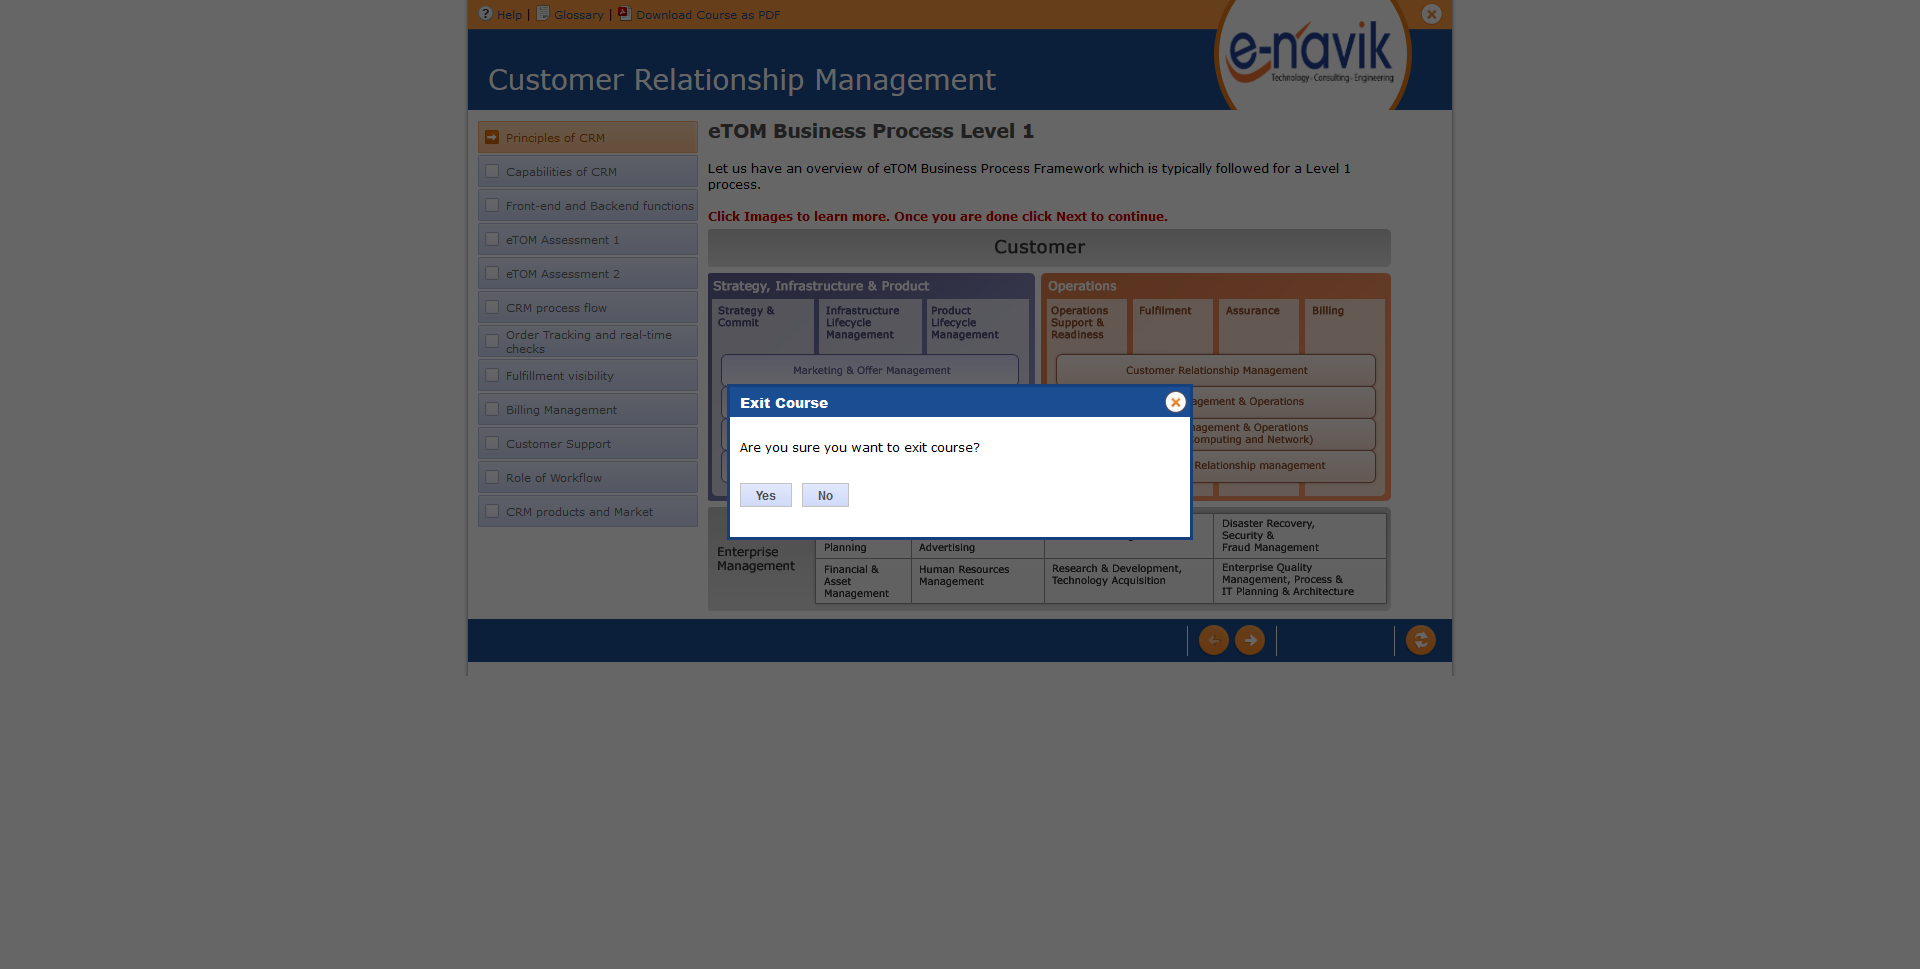 Help | Glossary | Download Course as PDF
e-navik
Technology - Consulting - Engineering
Customer Relationship Management
Principles of CRM
Capabilities of CRM
Front-end and Backend functions
eTOM Assessment 1
eTOM Assessment 2
CRM process flow
Order Tracking and real-time
checks
Fulfillment visibility
Billing Management
Customer Support
Role of Workflow
CRM products and Market
eTOM Business Process Level 1
Let us have an overview of eTOM Business Process Framework which is typically followed for a Level 1
process.
Click Images to learn more. Once you are done click Next to continue.
Customer
Strategy, Infrastructure & Product
Strategy &
Commit
Infrastructure
Lifecycle
Management
Product
Lifecycle
Management
Marketing & Offer Management
Operations
Operations
Support &
Readiness
Fulfilment
Assurance
Billing
Customer Relationship Management
agement & Operations
nagement & Operations
omputing and Network)
Relationship management
Exit Course
Are you sure you want to exit course?
Yes
No
Enterprise
Management
Planning
Advertising
Disaster Recovery,
Security &
Fraud Management
Financial &
Asset
Management
Human Resources
Management
Research & Development,
Technology Acquisition
Enterprise Quality
Management, Process &
IT Planning & Architecture